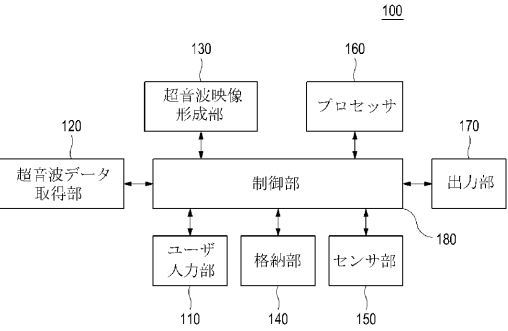 100
130
160
超音波映像
形成部
プロセッサ
120
170
超音波データ
取得部
制御部
出力部
180
ユーザ
入力部
格納部
センサ部
110
140
150